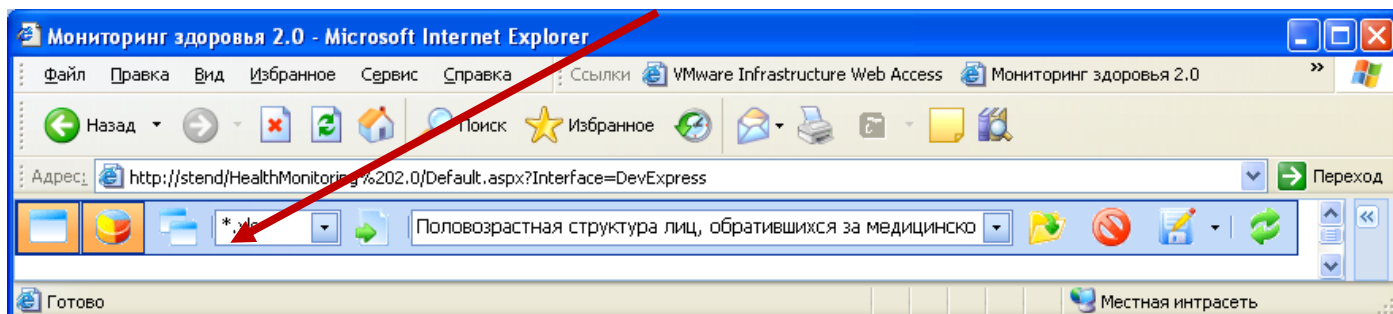 Мониторинг здоровья 2.0 - Microsoft Internet Explorer
Файл Правка Вид Избранное Сервис Справка Ссылки VMware Infrastructure Web Access Мониторинг здоровья 2.0 »
Назад Поиск Избранное
Адрес: http://stend/HealthMonitoring%202.0/Default.aspx?Interface=DevExpress Переход
Половозрастная структура лиц, обратившихся за медицинско «
Готово Местная интрасеть